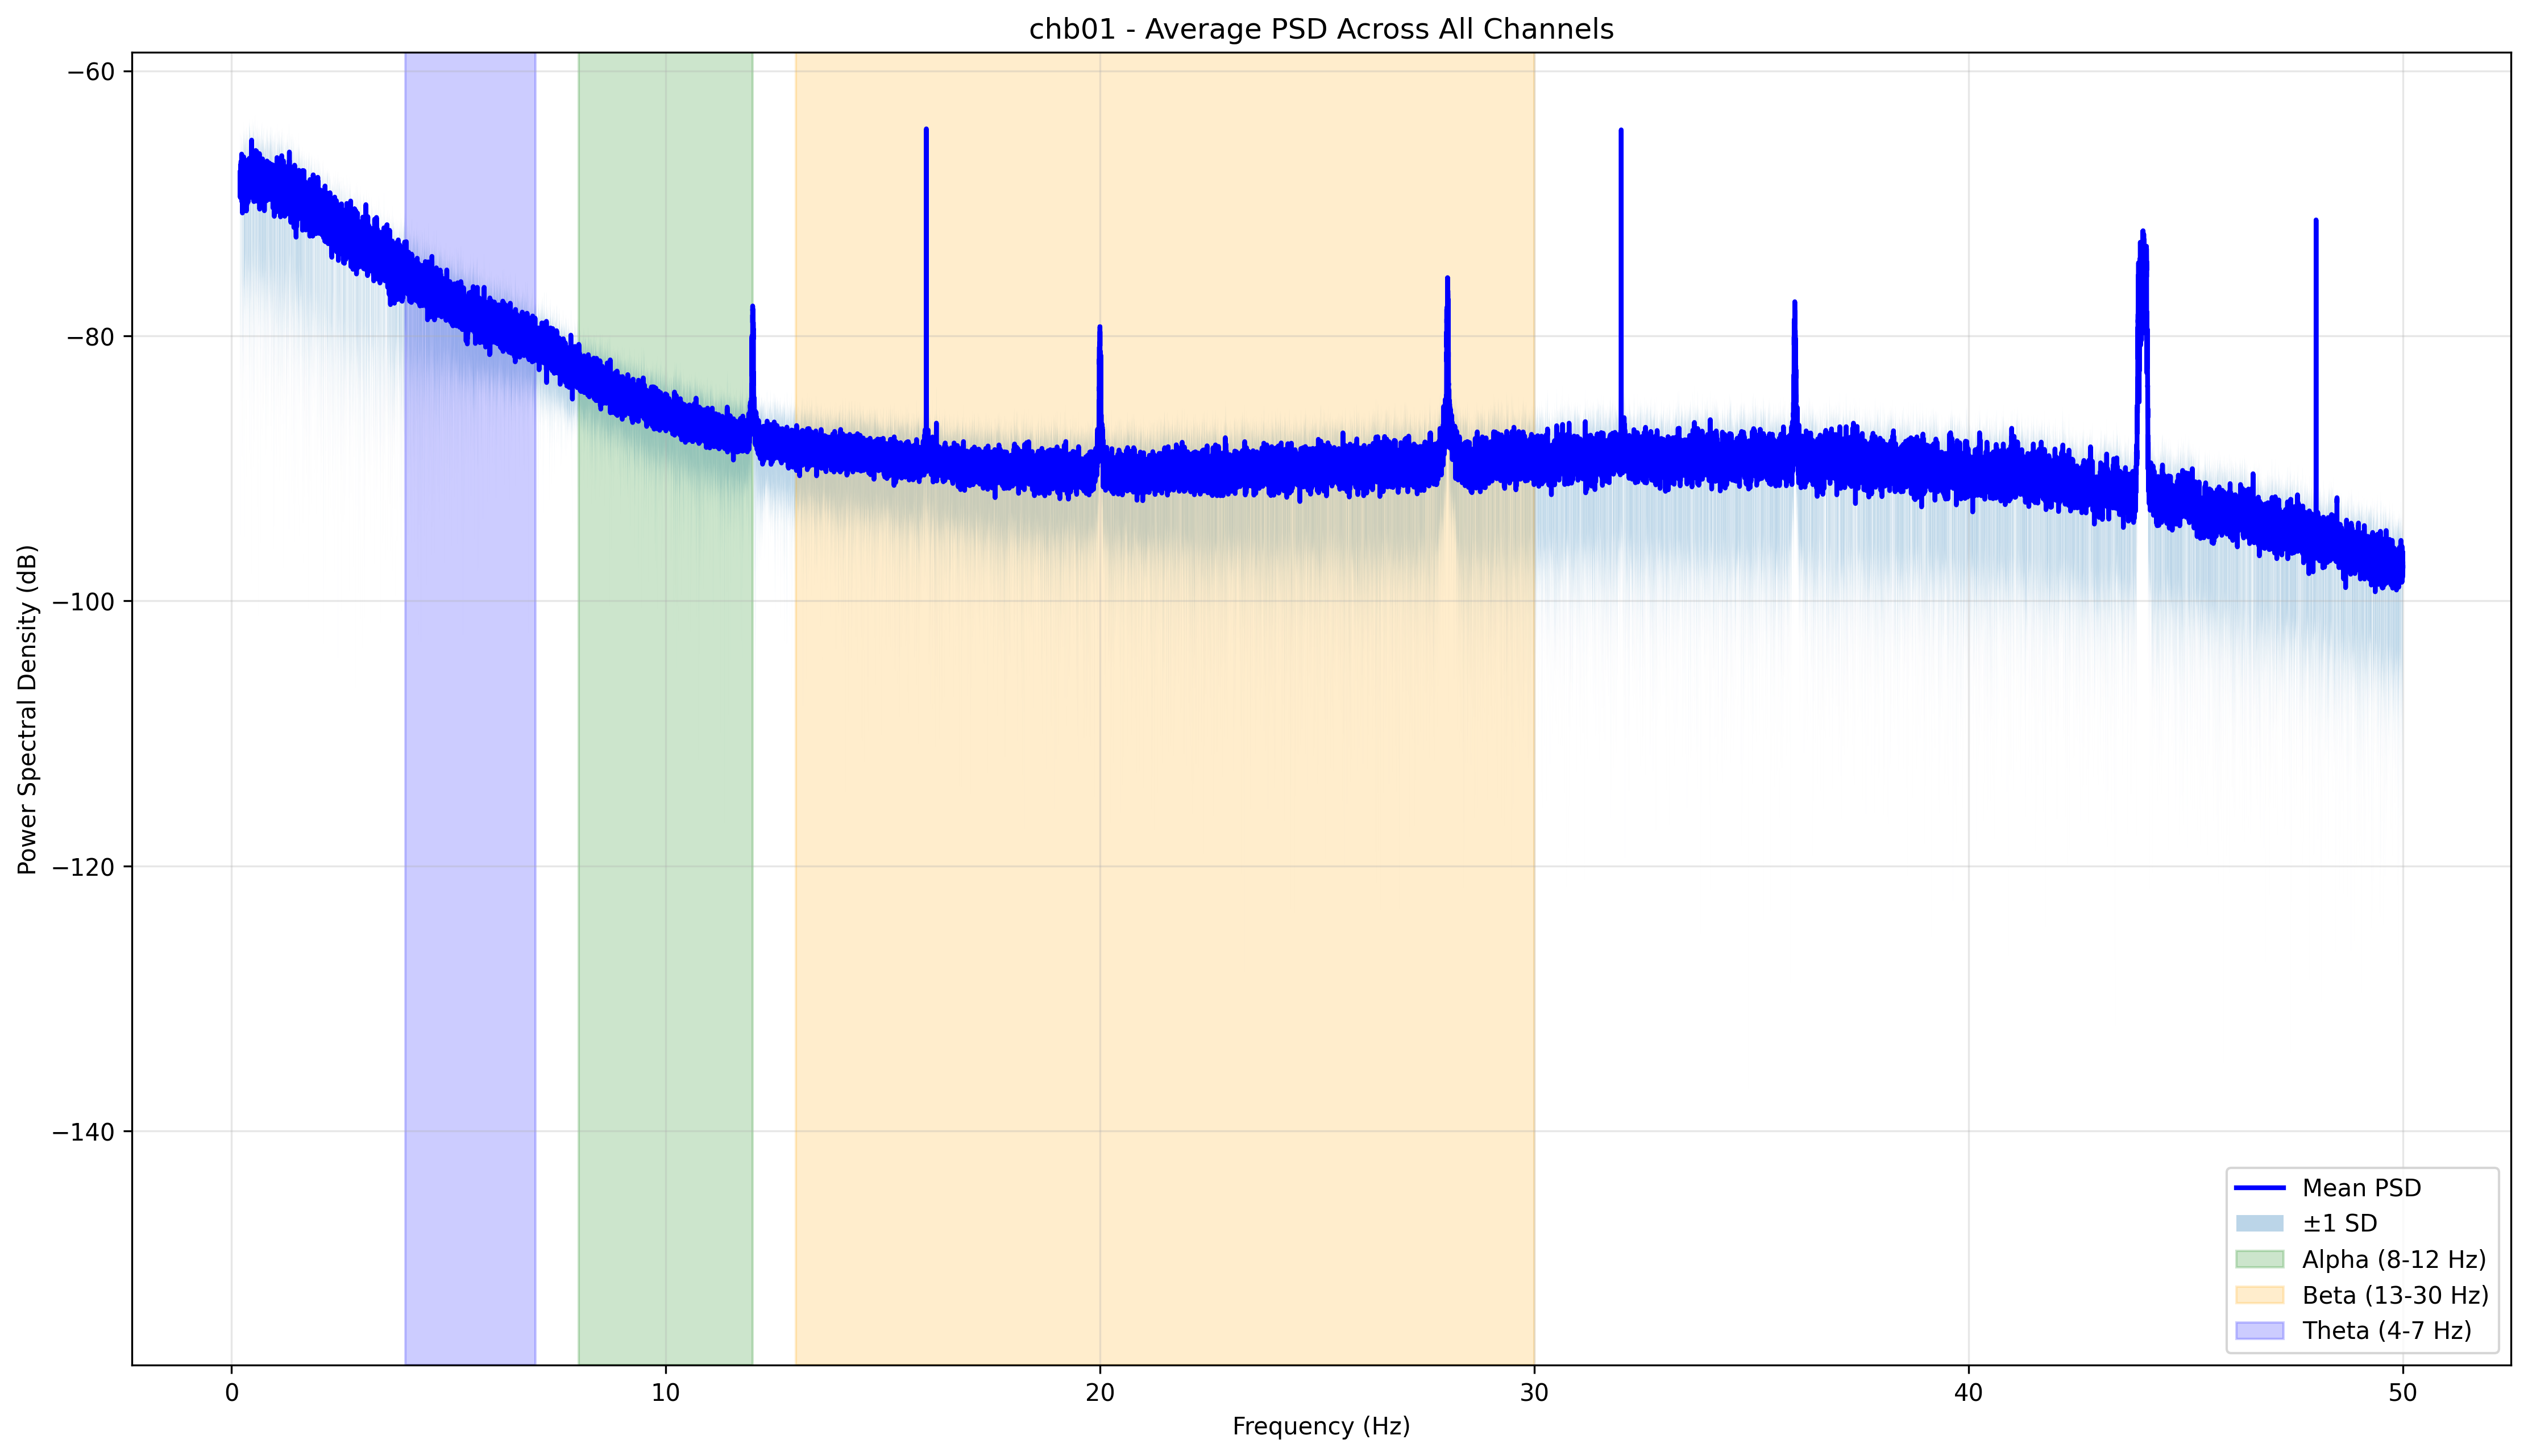 chb01 - Average PSD Across All Channels
Power Spectral Density (dB)
−60
−80
−100
−120
−140
Mean PSD
±1 SD
Alpha (8-12 Hz)
Beta (13-30 Hz)
Theta (4-7 Hz)
0 10 20 30 40 50
Frequency (Hz)